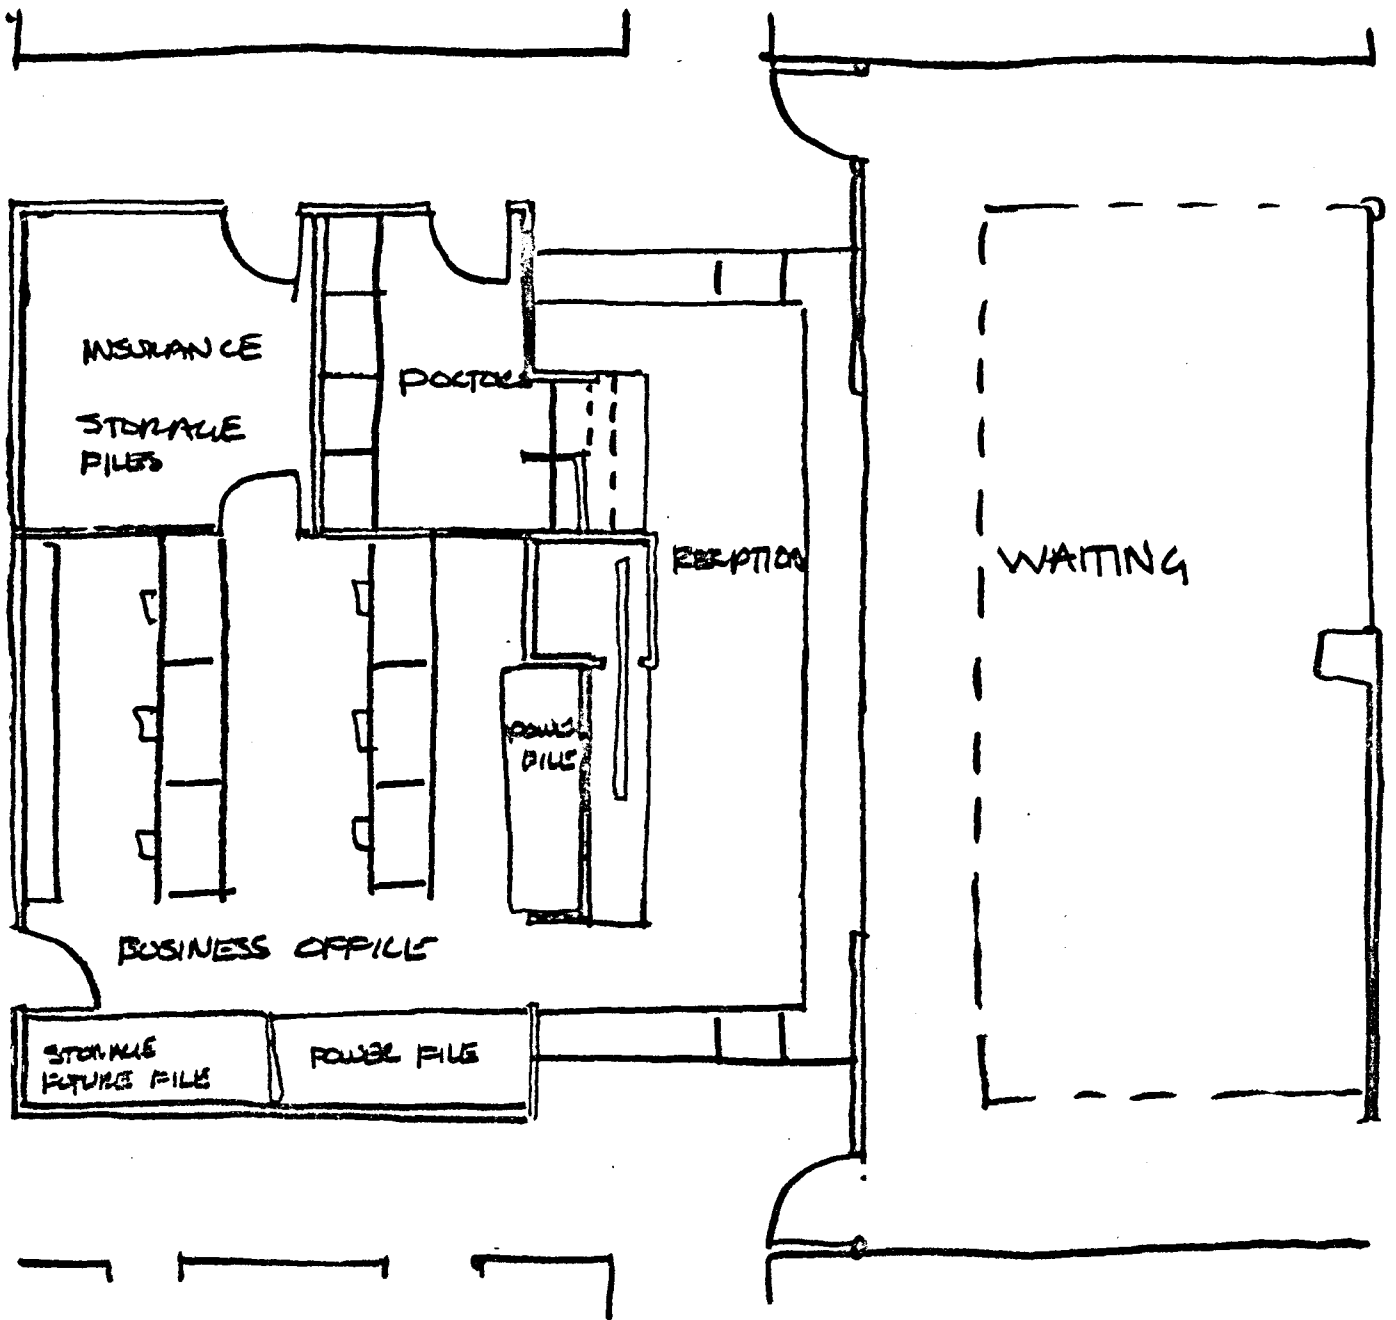 INSURANCE
STORAGE
FILES
DOCTORS
RECEPTION
WAITING
POWER
FILE
BUSINESS OFFICE
STORAGE
FUTURE FILE
POWER FILE